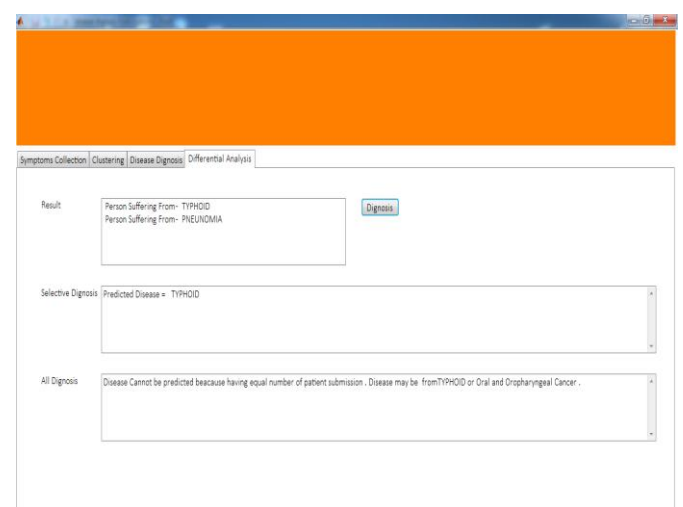 Symptoms Collection Clustering Disease Dignosis Differential Analysis
Result
Person Suffering From- TYPHOID
Person Suffering From- PNEUNOMIA
Dignosis
Selective Dignosis
Predicted Disease = TYPHOID
All Dignosis
Disease Cannot be predicted beacause having equal number of patient submission . Disease may be fromTYPHOID or Oral and Oropharyngeal Cancer .